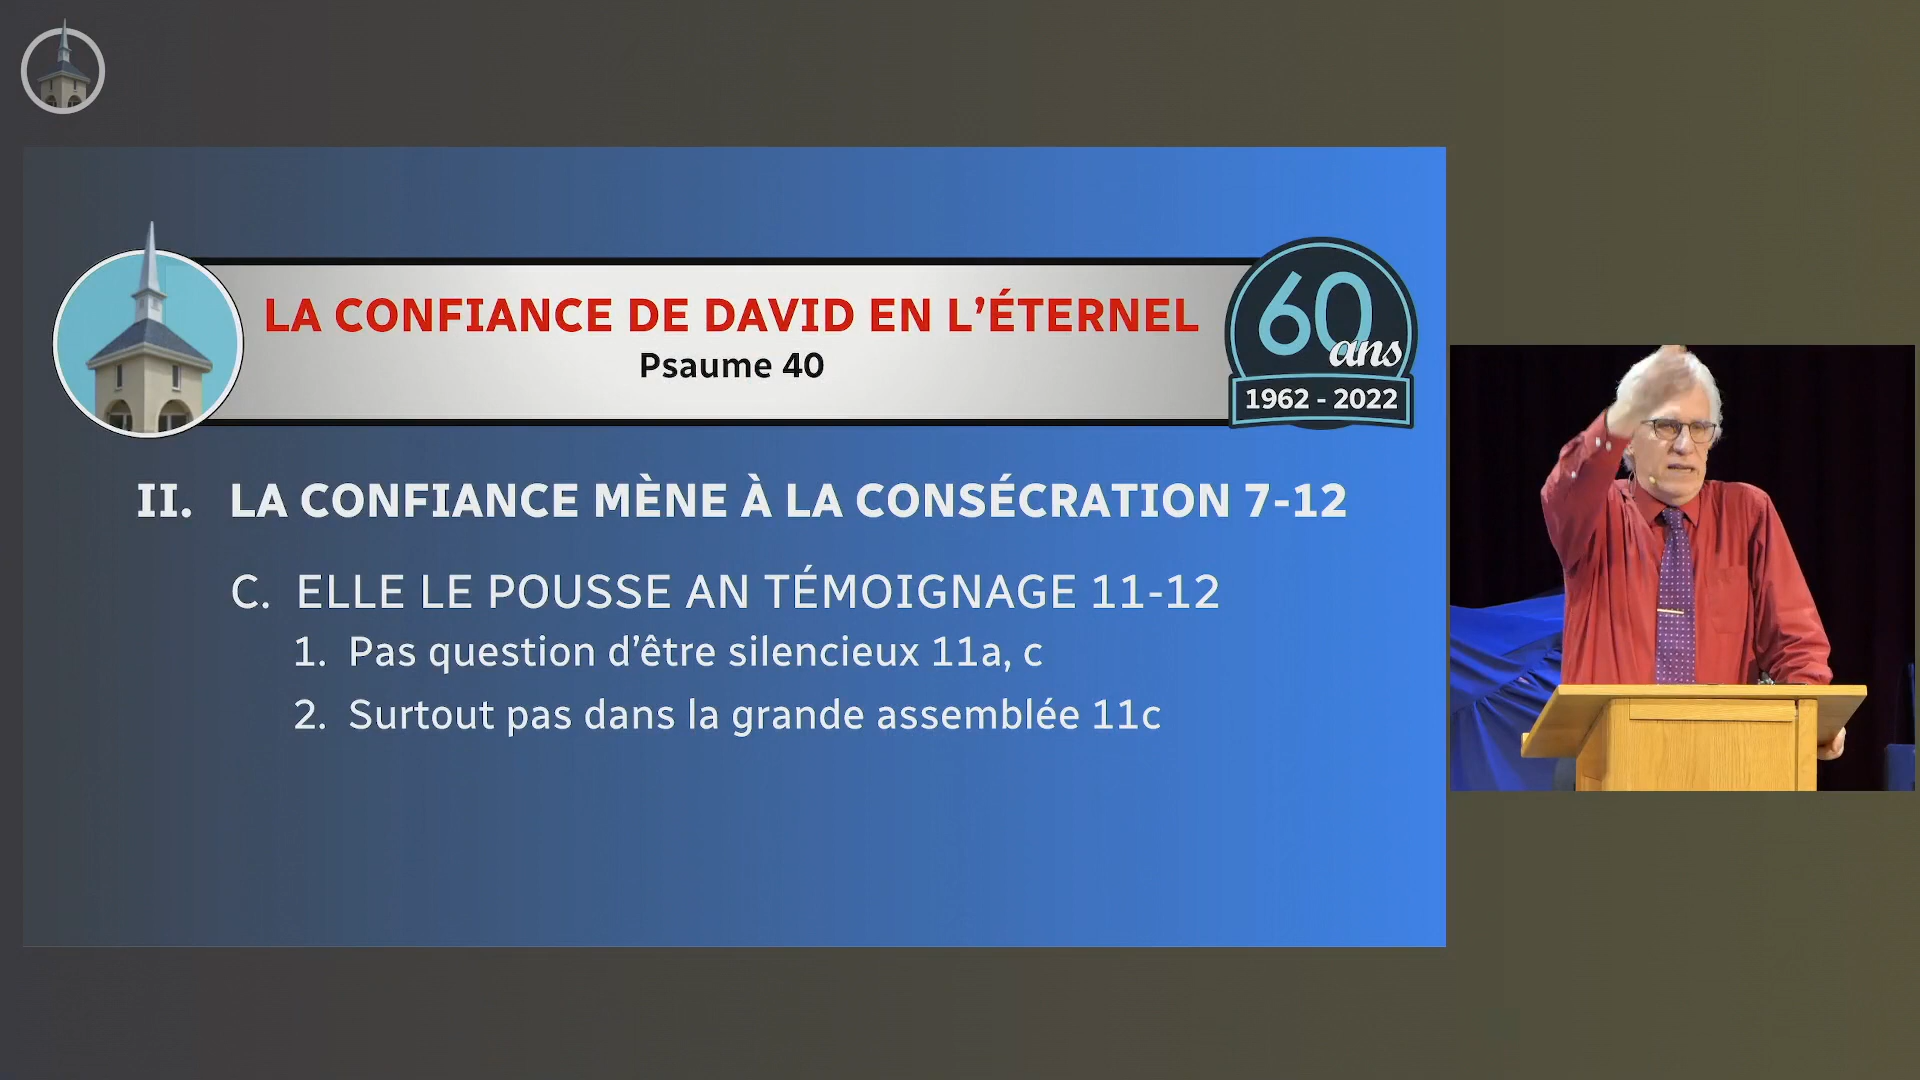 LA CONFIANCE DE DAVID EN L'ÉTERNEL
Psaume 40
60
ans
1962 - 2022
II. LA CONFIANCE MÈNE À LA CONSÉCRATION 7-12
C. ELLE LE POUSSE AN TÉMOIGNAGE 11-12
1. Pas question d'être silencieux 11a, c
2. Surtout pas dans la grande assemblée 11c